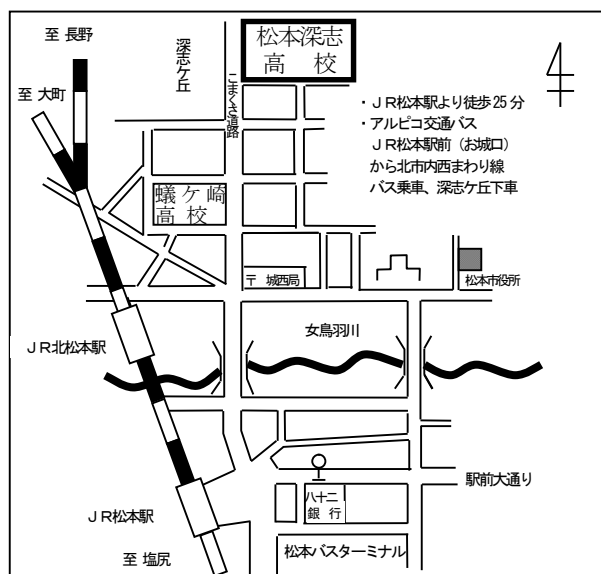 至 長野
深志ケ丘
松本深志
高 校
至 大町
こまくさ道路
・ＪＲ松本駅より徒歩25分
・アルピコ交通バス
ＪＲ松本駅前（お城口）
から北市内西まわり線
バス乗車、深志ケ丘下車
蟻ケ崎
高 校
〒 城西局
松本市役所
女鳥羽川
ＪＲ北松本駅
駅前大通り
八十二
銀 行
ＪＲ松本駅
松本バスターミナル
至 塩尻